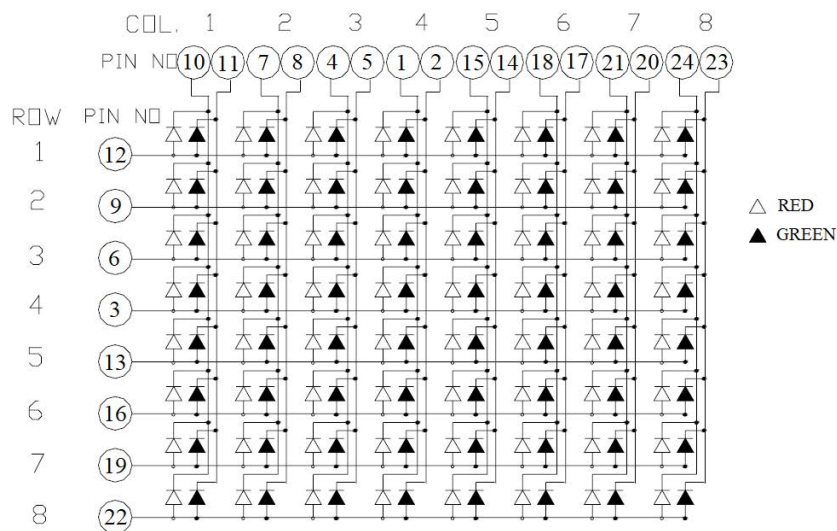 COL. 1 2 3 4 5 6 7 8
PIN NO 10 11 7 8 4 5 1 2 15 14 18 17 21 20 24 23
ROW PIN NO
1 12
2 9
3 6
4 3
5 13
6 16
7 19
8 22
RED
GREEN